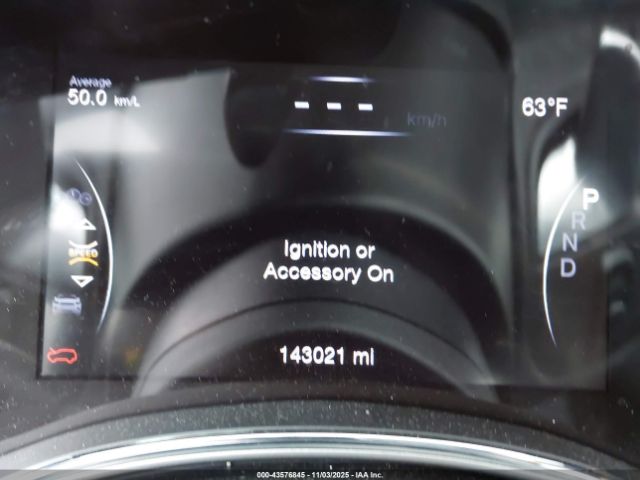 Average
50.0 km/L
- - -
km/h
63°F
SPEED
P
R
N
D
Ignition or
Accessory On
143021 mi
000-43576845 - 11/03/2025 - IAA Inc.